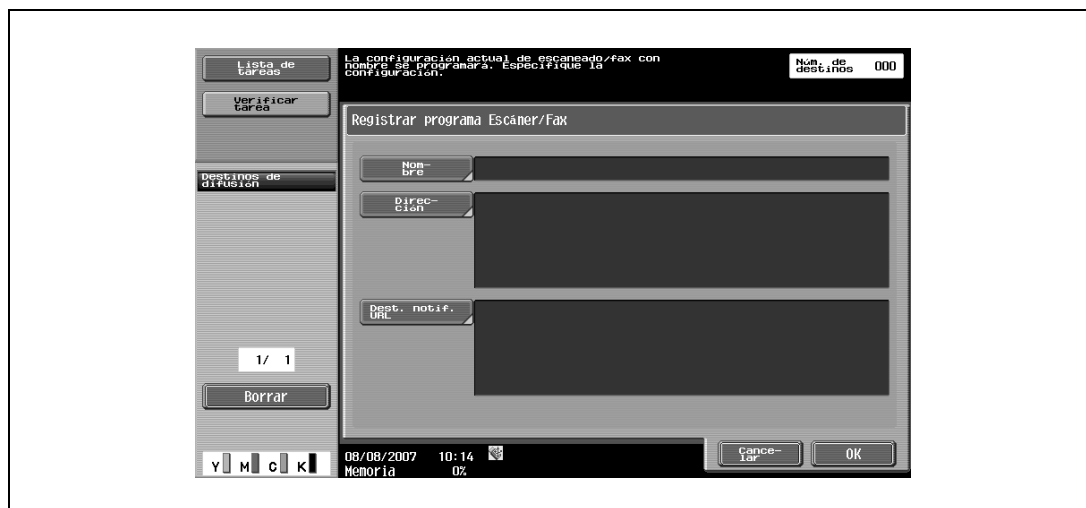 Lista de
tareas
Verificar
tarea
Destinos de
difusión
1/ 1
Borrar
Y M C K
La configuración actual de escaneado/fax con
nombre se programará. Especifique la
configuración.
Núm. de
destinos 000
Registrar programa Escáner/Fax
Nom-
bre
Direc-
ción
Dest. notif.
URL
08/08/2007 10:14
Memoria 0%
Cance-
lar
OK